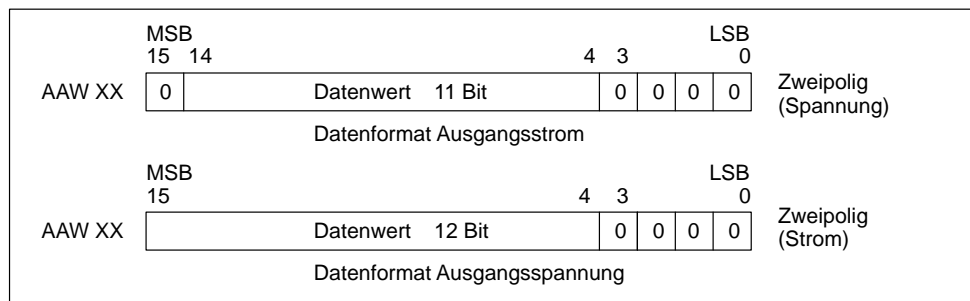 MSB LSB
15 14 4 3 0
AAW XX 0 Datenwert 11 Bit 0 0 0 0 Zweipolig
(Spannung)
Datenformat Ausgangsstrom
MSB LSB
15 4 3 0
AAW XX Datenwert 12 Bit 0 0 0 0 Zweipolig
(Strom)
Datenformat Ausgangsspannung